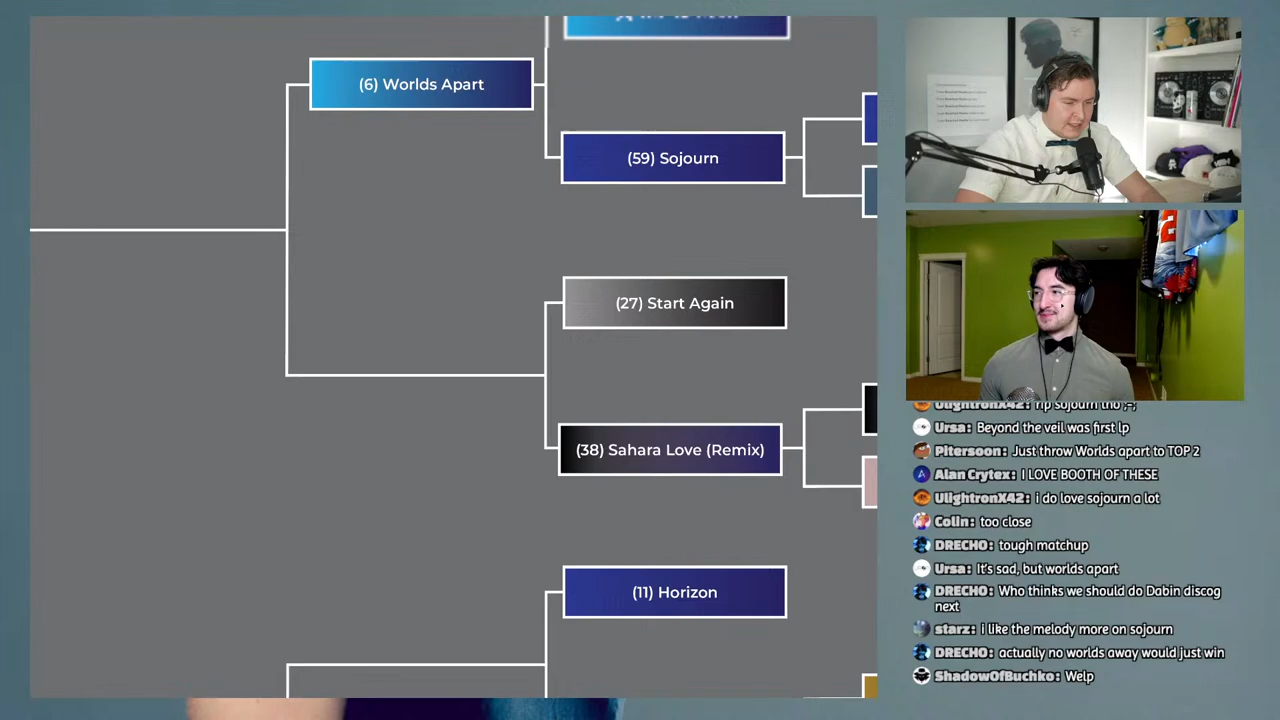 (6) Worlds Apart
(59) Sojourn
(27) Start Again
(38) Sahara Love (Remix)
(11) Horizon
UlightronX42: rip sojourn tho ;-;
Ursa: Beyond the veil was first lp
Pitersoon: Just throw Worlds apart to TOP 2
Alan Crytex: I LOVE BOOTH OF THESE
UlightronX42: i do love sojourn a lot
Colin: too close
DRECHO: tough matchup
Ursa: It's sad, but worlds apart
DRECHO: Who thinks we should do Dabin discog
next
starz: i like the melody more on sojourn
DRECHO: actually no worlds away would just win
ShadowOfBuchko: Welp